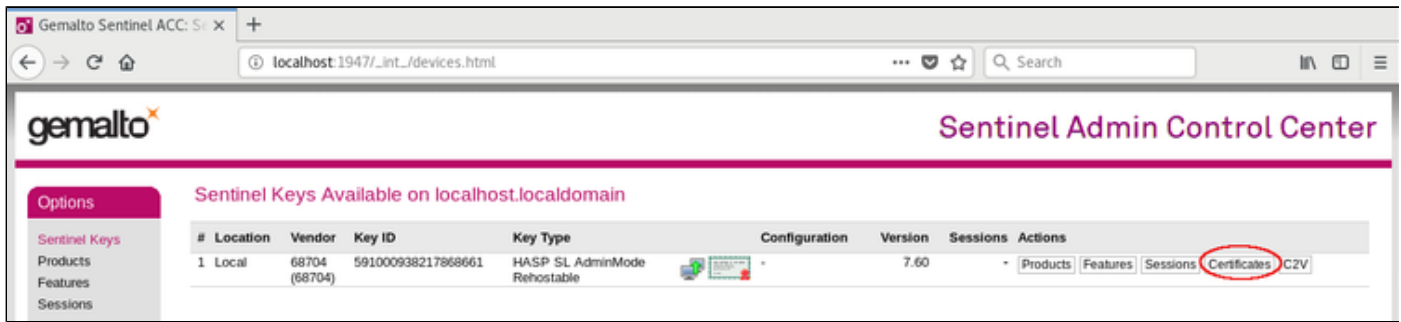 Gemalto Sentinel ACC: Se
localhost:1947/_int_/devices.html
Search
gemalto
Sentinel Admin Control Center
Options
Sentinel Keys
Products
Features
Sessions
Sentinel Keys Available on localhost.localdomain
# Location Vendor Key ID Key Type Configuration Version Sessions Actions
1 Local 68704 591000938217868661 HASP SL AdminMode - 7.60 - Products Features Sessions Certificates C2V
(68704) Rehostable